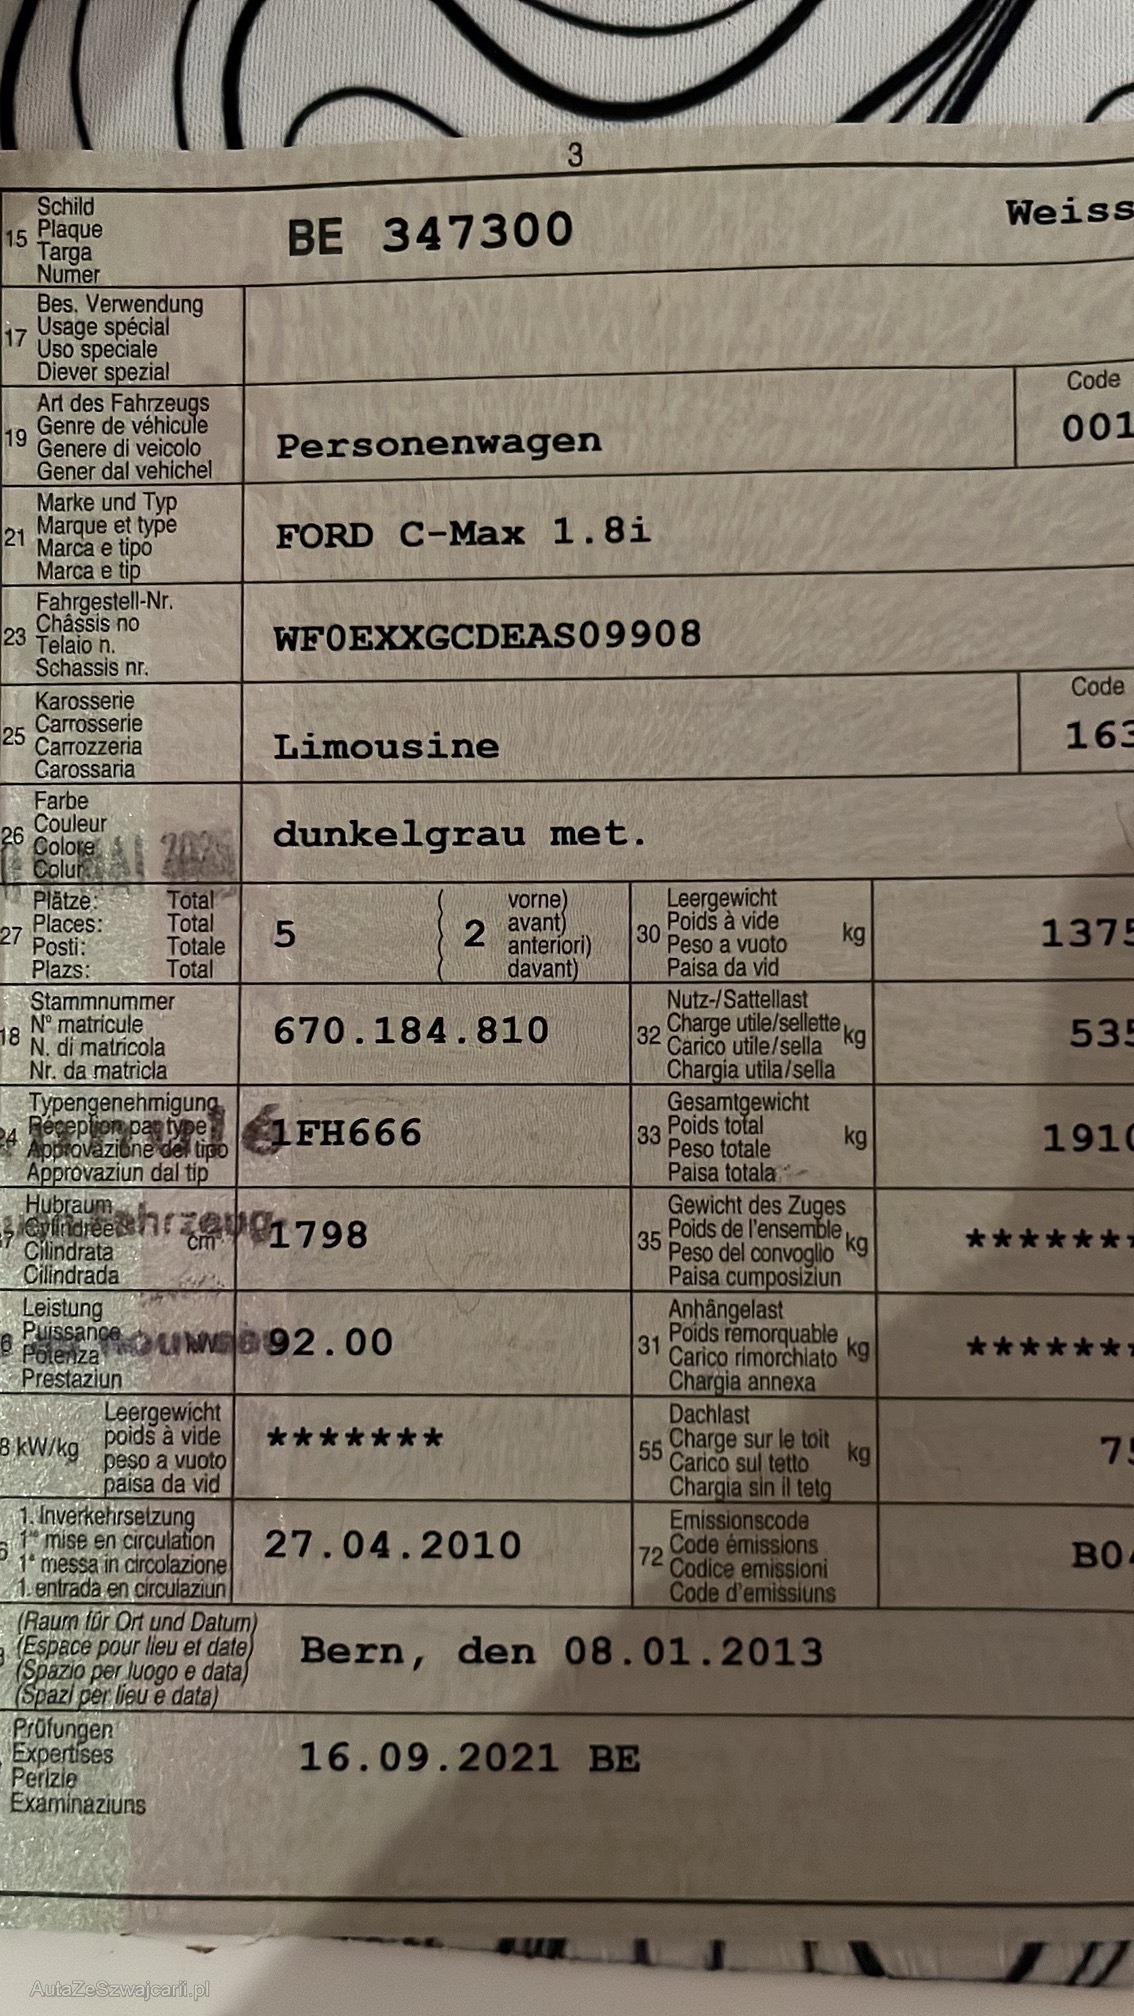 3
15 Schild
Plaque
Targa
Numer
BE 347300
Weiss
17 Bes. Verwendung
Usage spécial
Uso speciale
Diever spezial
19 Art des Fahrzeugs
Genre de véhicule
Genere di veicolo
Gener dal vehichel
Personenwagen
Code
001
21 Marke und Typ
Marque et type
Marca e tipo
Marca e tip
FORD C-Max 1.8i
23 Fahrgestell-Nr.
Châssis no
Telaio n.
Schassis nr.
WF0EXXGCDEAS09908
25 Karosserie
Carrosserie
Carrozzeria
Carossaria
Limousine
Code
163
26 Farbe
Couleur
Colore
Colur
dunkelgrau met.
27 Plätze: Total
Places: Total
Posti: Totale
Plazs: Total
5
2
vorne)
avant)
anteriori)
davant)
30 Leergewicht
Poids à vide
Peso a vuoto
Paisa da vid
kg
1375
18 Stammnummer
N° matricule
N. di matricola
Nr. da matricla
670.184.810
32 Nutz-/Sattellast
Charge utile/sellette
Carico utile/sella
Chargia utila/sella
kg
535
24 Typengenehmigung
Réception par type
Approvazione del tipo
Approvaziun dal tip
1FH666
33 Gesamtgewicht
Poids total
Peso totale
Paisa totala
kg
1910
Hubraum
Cylindrée
Cilindrata
Cilindrada
cm³
1798
35 Gewicht des Zuges
Poids de l'ensemble
Peso del convoglio
Paisa cumposiziun
kg
*******
Leistung
Puissance
Potenza
Prestaziun
kW
92.00
31 Anhängelast
Poids remorquable
Carico rimorchiato
Chargia annexa
kg
*******
kW/kg
Leergewicht
poids à vide
peso a vuoto
paisa da vid
*******
55 Dachlast
Charge sur le toit
Carico sul tetto
Chargia sin il tetg
kg
75
1. Inverkehrsetzung
1re mise en circulation
1a messa in circolazione
1. entrada en circulaziun
27.04.2010
72 Emissionscode
Code émissions
Codice emissioni
Code d'emissiuns
B04
(Raum für Ort und Datum)
(Espace pour lieu et date)
(Spazio per luogo e data)
(Spazi per lieu e data)
Bern, den 08.01.2013
Prüfungen
Expertises
Perizie
Examinaziuns
16.09.2021 BE
AutaZeSzwajcarii.pl